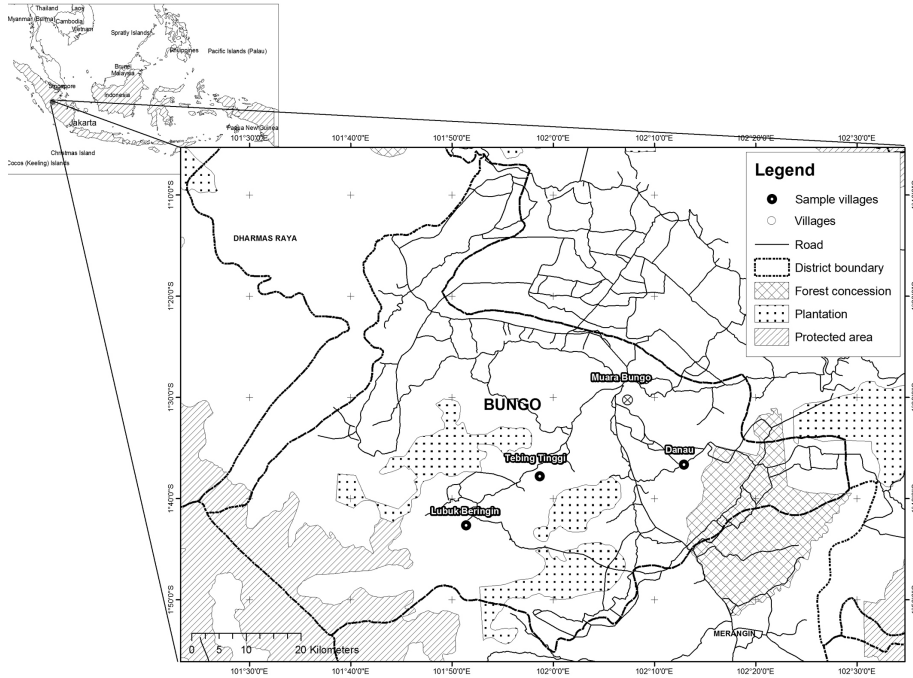 Thailand
Laos
Myanmar (Burma)
Cambodia
Vietnam
Spratly Islands
Philippines
Pacific Islands (Palau)
Brunei
Malaysia
Singapore
Indonesia
Jakarta
Papua New Guinea
Christmas Island
Cocos (Keeling) Islands
101°30'0"E 101°40'0"E 101°50'0"E 102°0'0"E 102°10'0"E 102°20'0"E 102°30'0"E
Legend
Sample villages
Villages
Road
District boundary
Forest concession
Plantation
Protected area
1°10'0"S
DHARMAS RAYA
1°20'0"S
Muara Bungo
1°30'0"S
BUNGO
Tebing Tinggi
Danau
1°40'0"S
Lubuk Beringin
1°50'0"S
MERANGIN
0 5 10 20 Kilometers
101°30'0"E 101°40'0"E 101°50'0"E 102°0'0"E 102°10'0"E 102°20'0"E 102°30'0"E